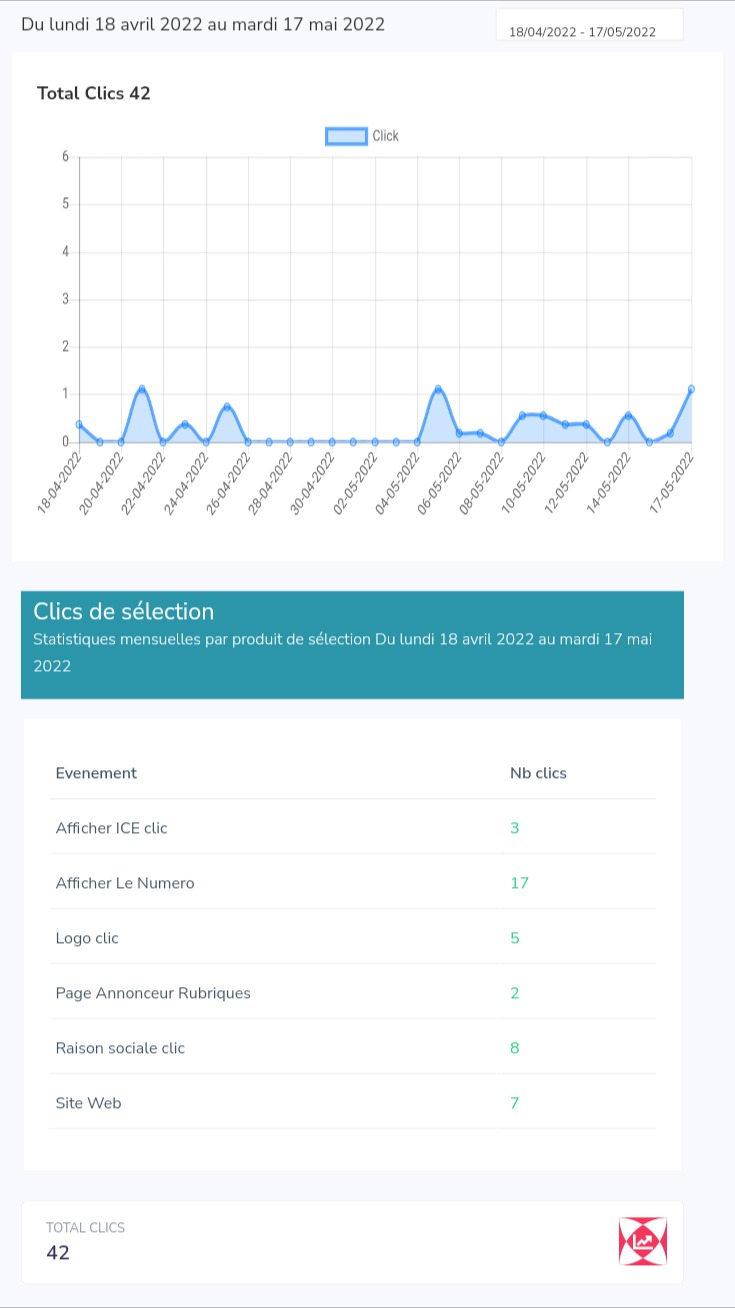 Du lundi 18 avril 2022 au mardi 17 mai 2022
18/04/2022 - 17/05/2022
Total Clics 42
Click
6
5
4
3
2
1
0
18-04-2022
20-04-2022
22-04-2022
24-04-2022
26-04-2022
28-04-2022
30-04-2022
02-05-2022
04-05-2022
06-05-2022
08-05-2022
10-05-2022
12-05-2022
14-05-2022
17-05-2022
Clics de sélection
Statistiques mensuelles par produit de sélection Du lundi 18 avril 2022 au mardi 17 mai
2022
Evenement Nb clics
Afficher ICE clic 3
Afficher Le Numero 17
Logo clic 5
Page Annonceur Rubriques 2
Raison sociale clic 8
Site Web 7
TOTAL CLICS
42